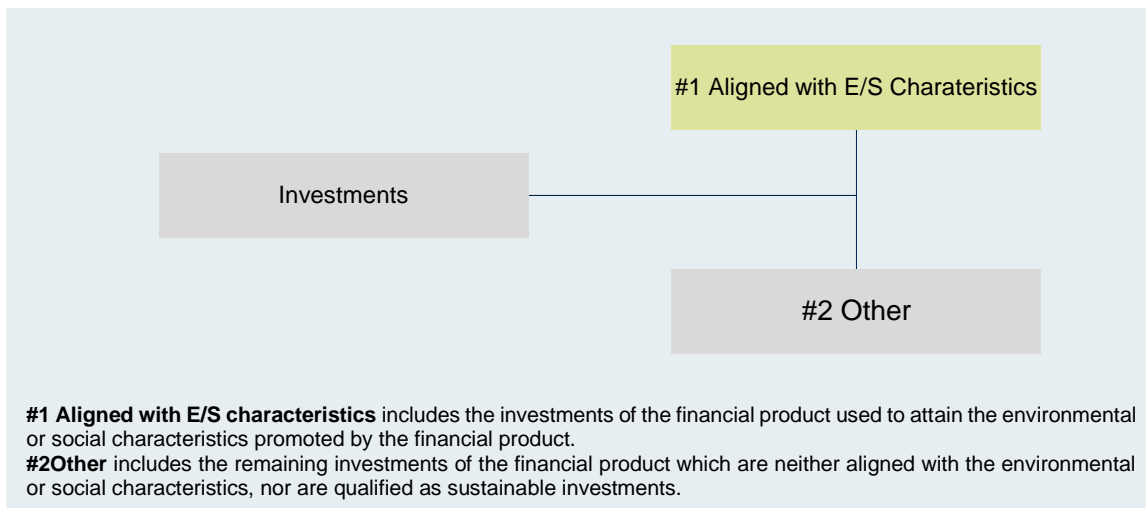 #1 Aligned with E/S Charateristics
Investments
#2 Other
#1 Aligned with E/S characteristics includes the investments of the financial product used to attain the environmental
or social characteristics promoted by the financial product.
#2Other includes the remaining investments of the financial product which are neither aligned with the environmental
or social characteristics, nor are qualified as sustainable investments.